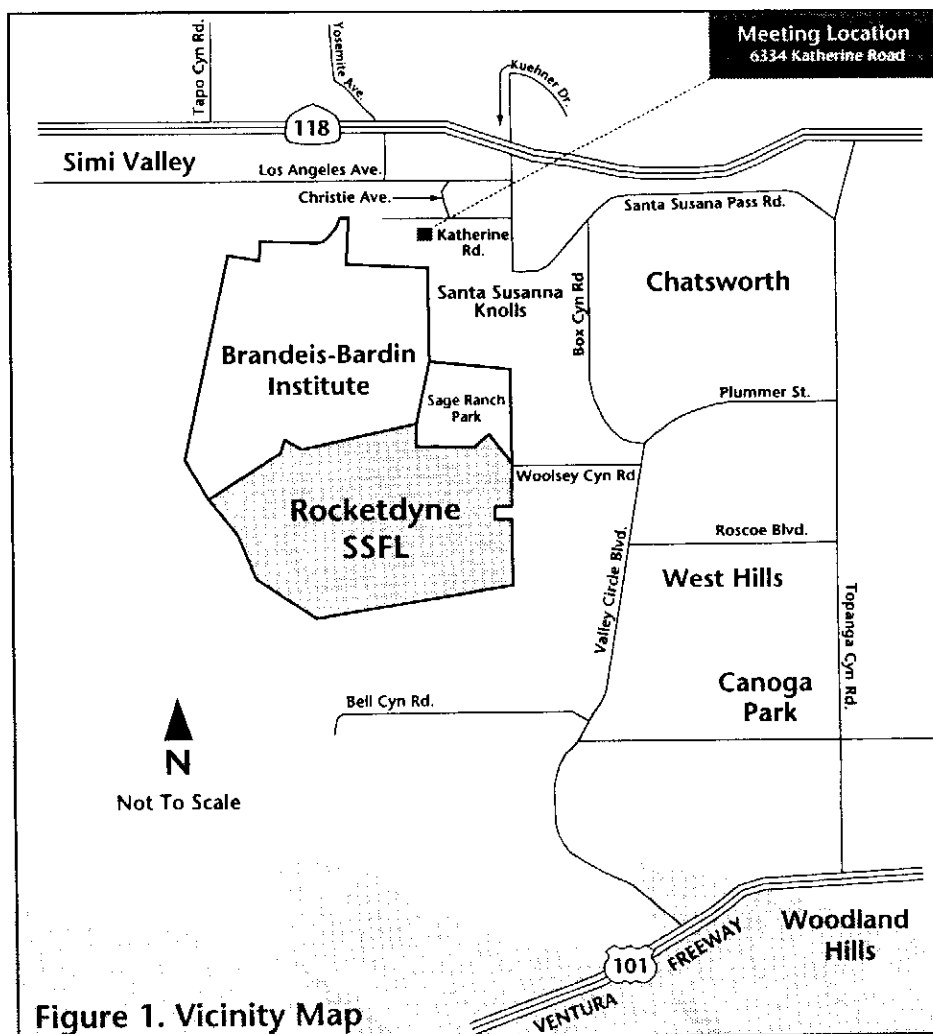 Meeting Location
6334 Katherine Road
Tapo Cyn Rd.
Yosemite Ave.
Kuehner Dr.
118
Simi Valley
Los Angeles Ave.
Christie Ave.
Santa Susana Pass Rd.
Katherine
Rd.
Santa Susanna
Knolls
Box Cyn Rd
Chatsworth
Brandeis-Bardin
Institute
Sage Ranch
Park
Plummer St.
Woolsey Cyn Rd
Rocketdyne
SSFL
Roscoe Blvd.
Valley Circle Blvd.
West Hills
Topanga Cyn Rd.
Canoga
Park
Bell Cyn Rd.
N
Not To Scale
Woodland
Hills
101
VENTURA
FREEWAY
Figure 1. Vicinity Map